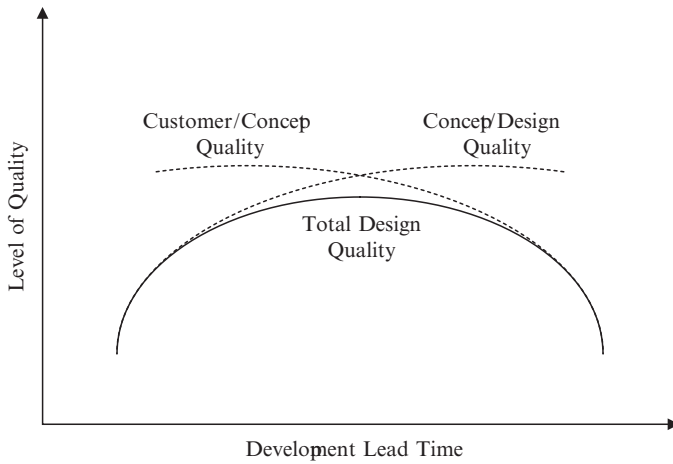 Customer/Concept
Quality
Concept/Design
Quality
Total Design
Quality
Level of Quality
Development Lead Time